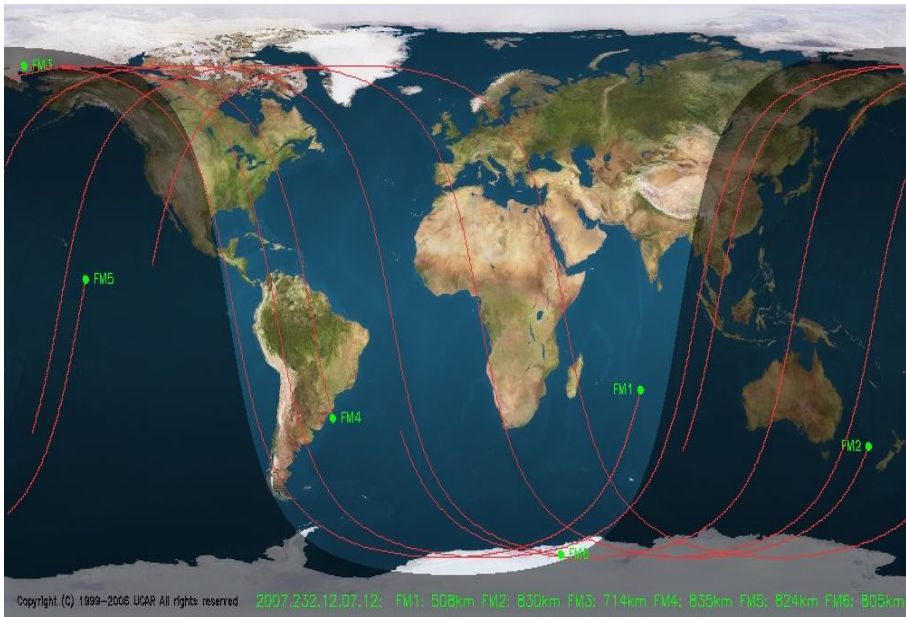 FM3
FM5
FM1
FM4
FM2
FM6
Copyright (C) 1999-2006 UCAR All rights reserved
2007.232.12.07.12: FM1: 508km FM2: 830km FM3: 714km FM4: 835km FM5: 824km FM6: 805km